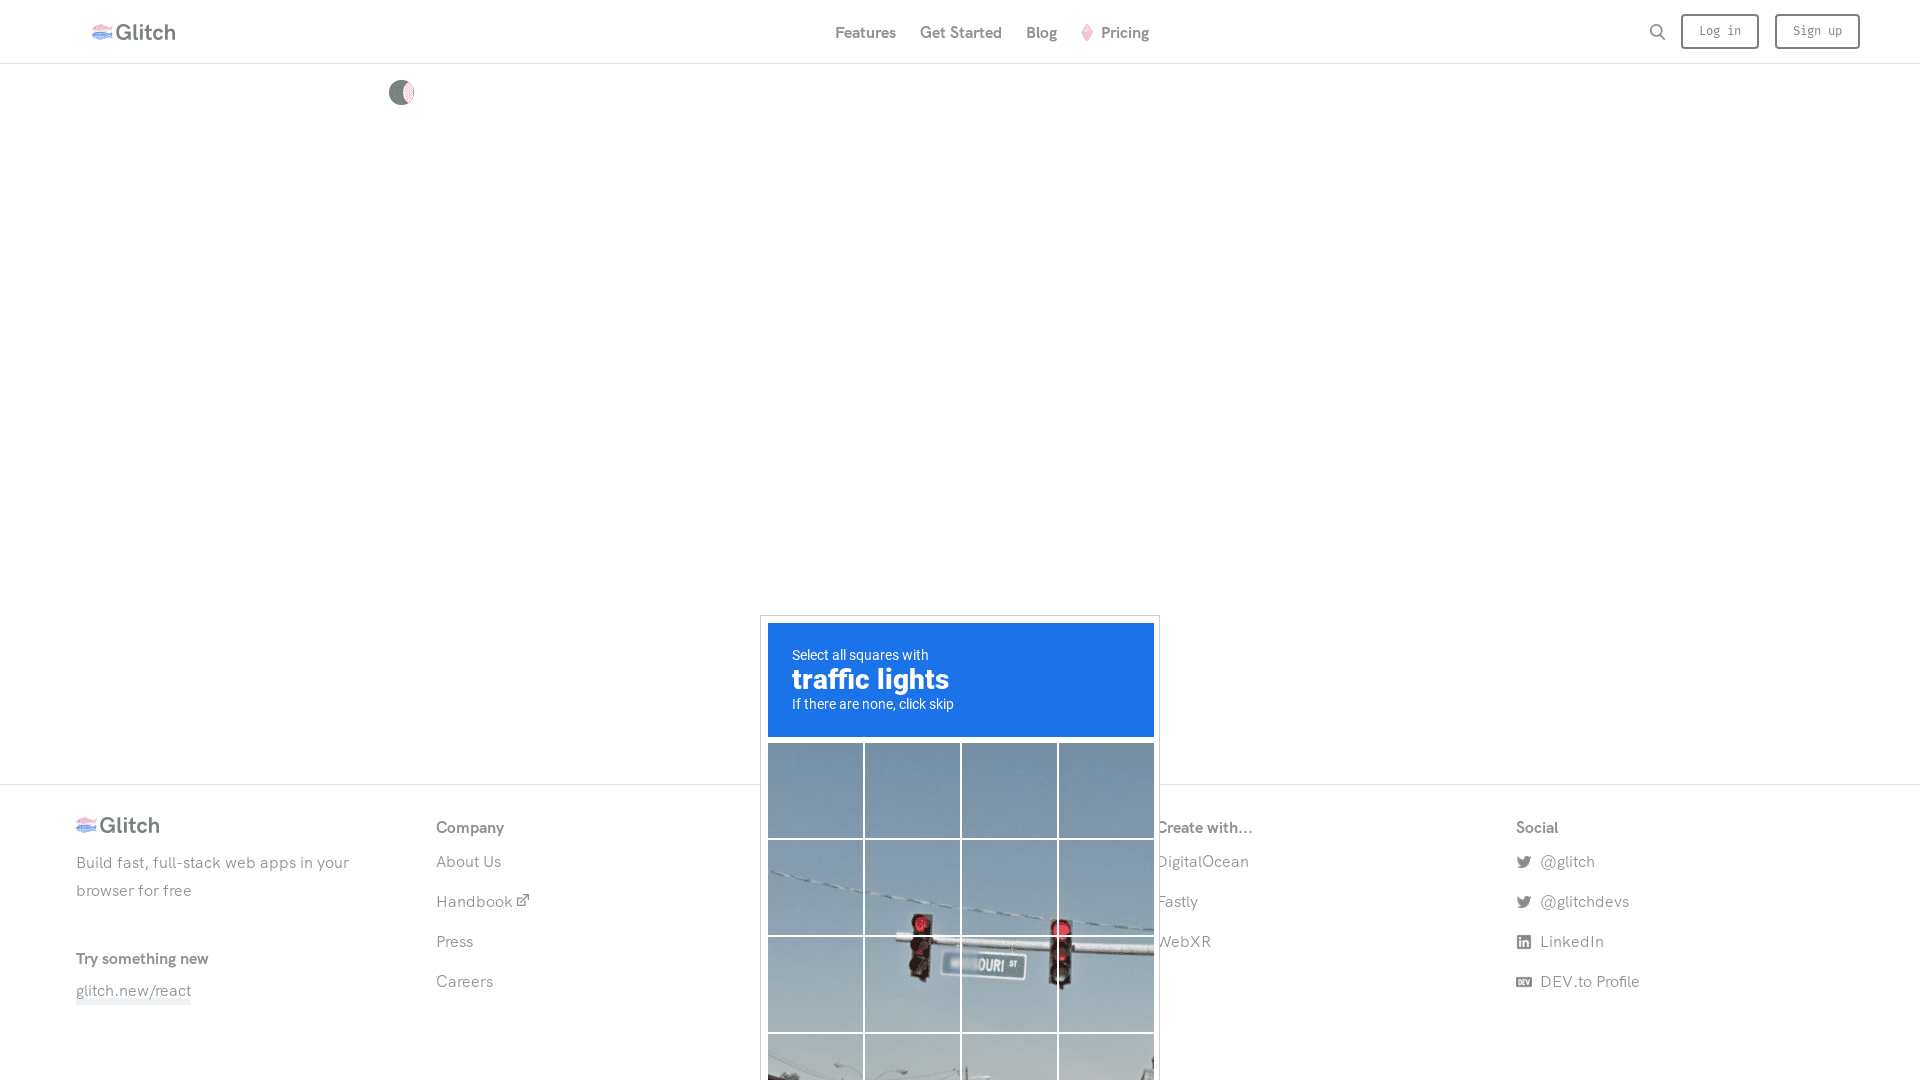 Glitch
Features
Get Started
Blog
Pricing
Log in
Sign up
Select all squares with
traffic lights
If there are none, click skip
OURI ST
Glitch
Build fast, full-stack web apps in your
browser for free
Try something new
glitch.new/react
Company
About Us
Handbook
Press
Careers
Create with...
DigitalOcean
Fastly
WebXR
Social
@glitch
@glitchdevs
LinkedIn
DEV
DEV.to Profile